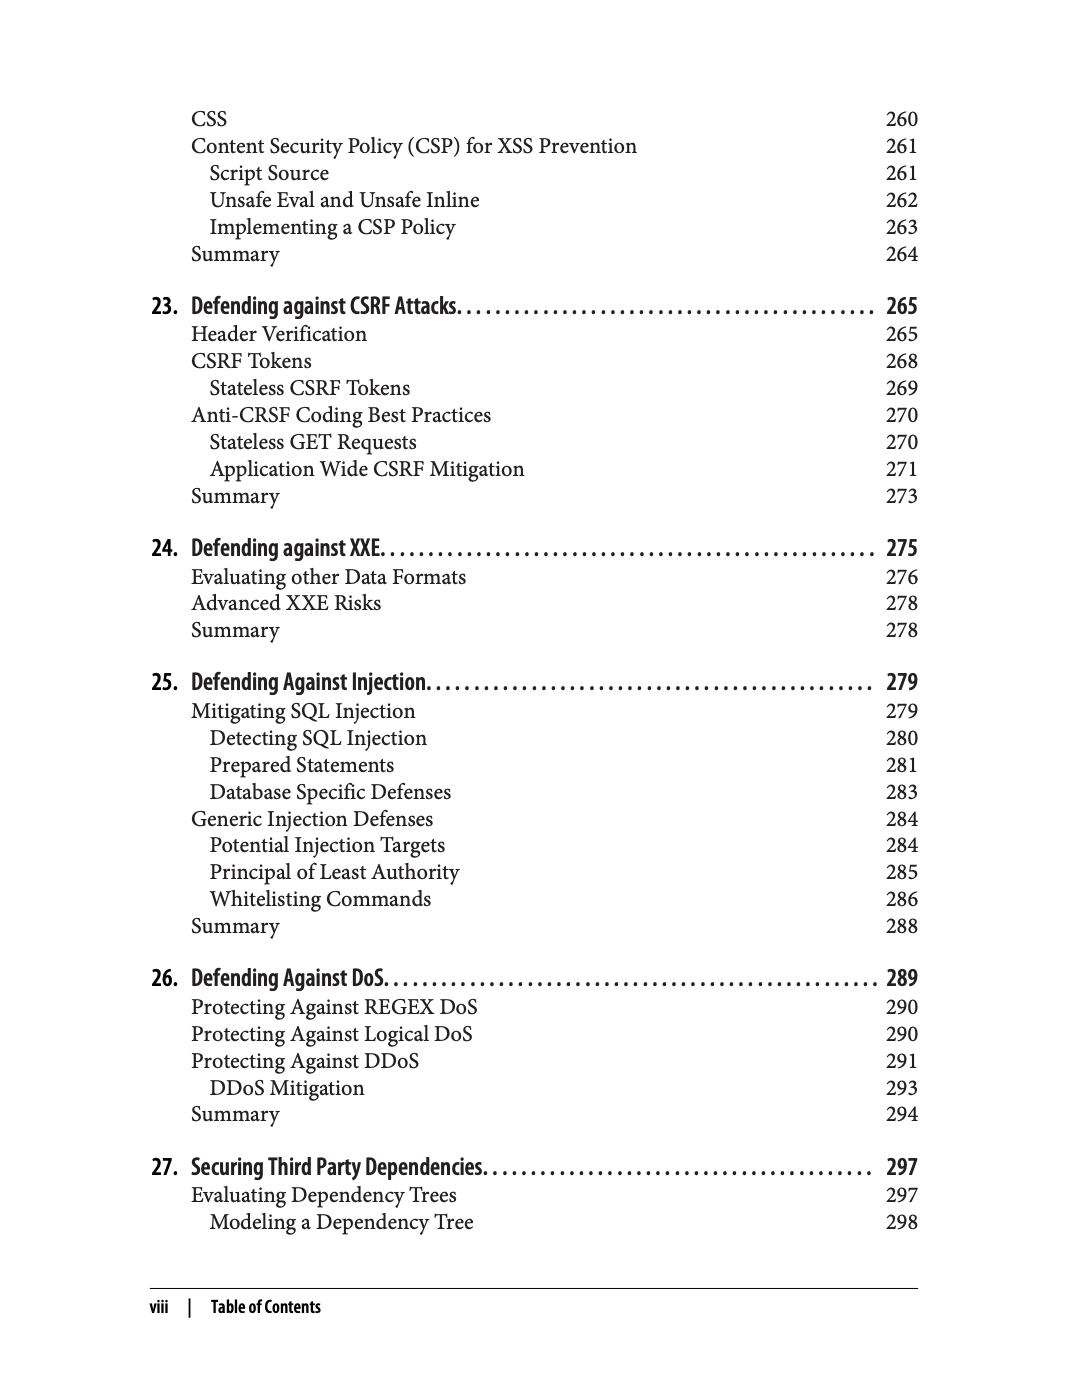 CSS 260
Content Security Policy (CSP) for XSS Prevention 261
Script Source 261
Unsafe Eval and Unsafe Inline 262
Implementing a CSP Policy 263
Summary 264
23. Defending against CSRF Attacks. . . . . . . . . . . . . . . . . . . . . . . . . . . . . . . . . . . . . . . . . . . 265
Header Verification 265
CSRF Tokens 268
Stateless CSRF Tokens 269
Anti-CRSF Coding Best Practices 270
Stateless GET Requests 270
Application Wide CSRF Mitigation 271
Summary 273
24. Defending against XXE. . . . . . . . . . . . . . . . . . . . . . . . . . . . . . . . . . . . . . . . . . . . . . . . . . . 275
Evaluating other Data Formats 276
Advanced XXE Risks 278
Summary 278
25. Defending Against Injection. . . . . . . . . . . . . . . . . . . . . . . . . . . . . . . . . . . . . . . . . . . . . . 279
Mitigating SQL Injection 279
Detecting SQL Injection 280
Prepared Statements 281
Database Specific Defenses 283
Generic Injection Defenses 284
Potential Injection Targets 284
Principal of Least Authority 285
Whitelisting Commands 286
Summary 288
26. Defending Against DoS. . . . . . . . . . . . . . . . . . . . . . . . . . . . . . . . . . . . . . . . . . . . . . . . . . . 289
Protecting Against REGEX DoS 290
Protecting Against Logical DoS 290
Protecting Against DDoS 291
DDoS Mitigation 293
Summary 294
27. Securing Third Party Dependencies. . . . . . . . . . . . . . . . . . . . . . . . . . . . . . . . . . . . . . . . 297
Evaluating Dependency Trees 297
Modeling a Dependency Tree 298
viii | Table of Contents